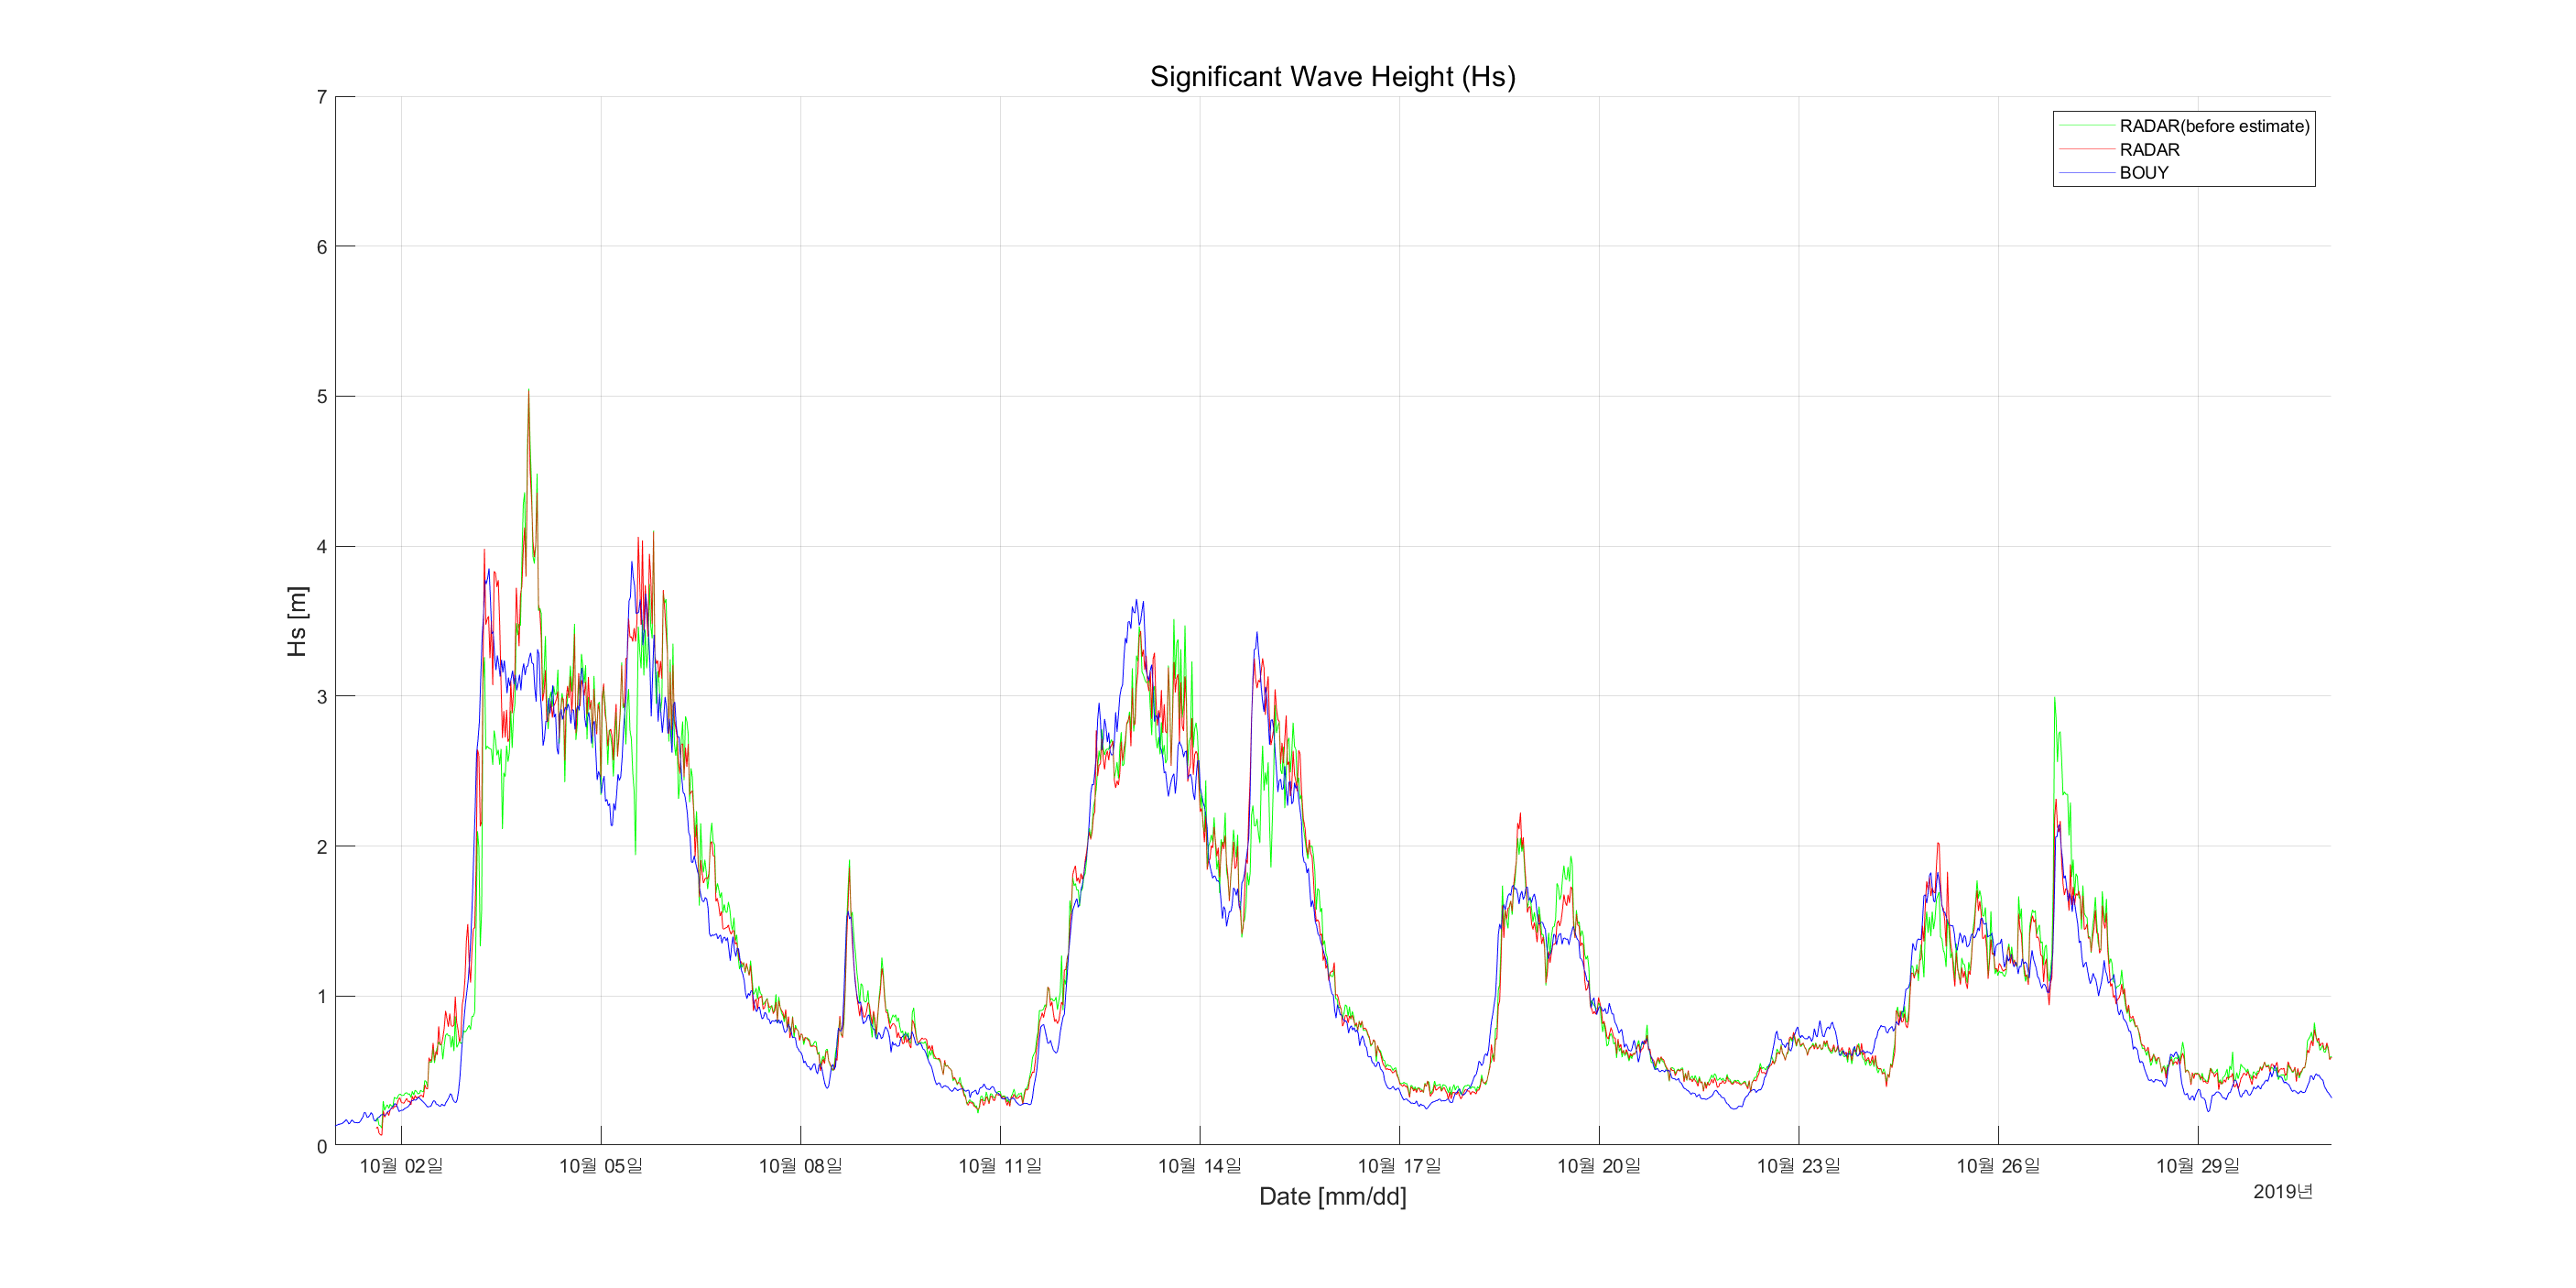 Significant Wave Height (Hs)
RADAR(before estimate)
RADAR
BOUY
7
6
5
4
3
2
1
0
Hs [m]
10월 02일
10월 05일
10월 08일
10월 11일
10월 14일
10월 17일
10월 20일
10월 23일
10월 26일
10월 29일
Date [mm/dd]
2019년